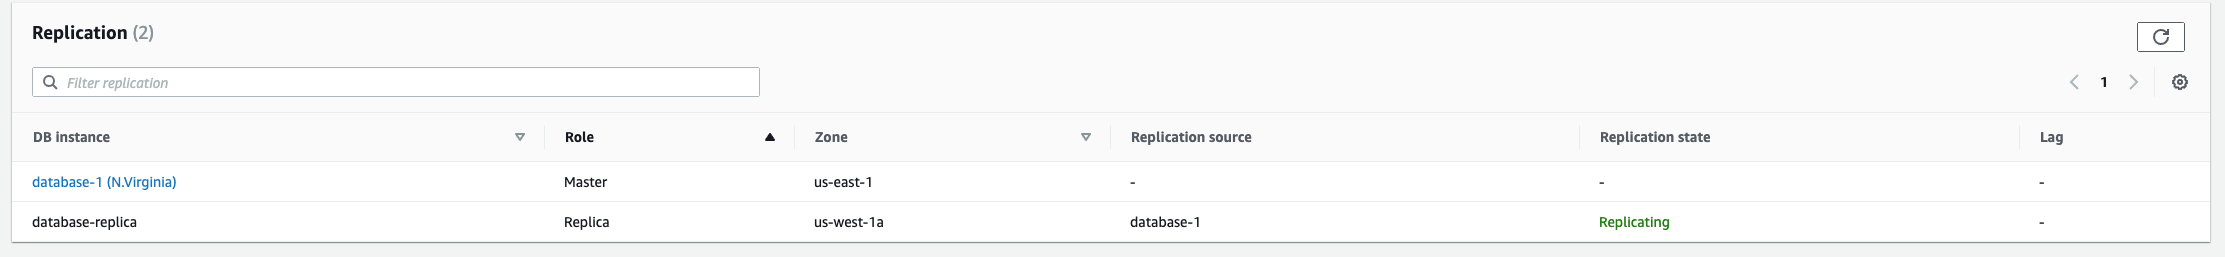 Replication (2)
Filter replication
1
DB instance Role Zone Replication source Replication state Lag
database-1 (N.Virginia) Master us-east-1 - - -
database-replica Replica us-west-1a database-1 Replicating -